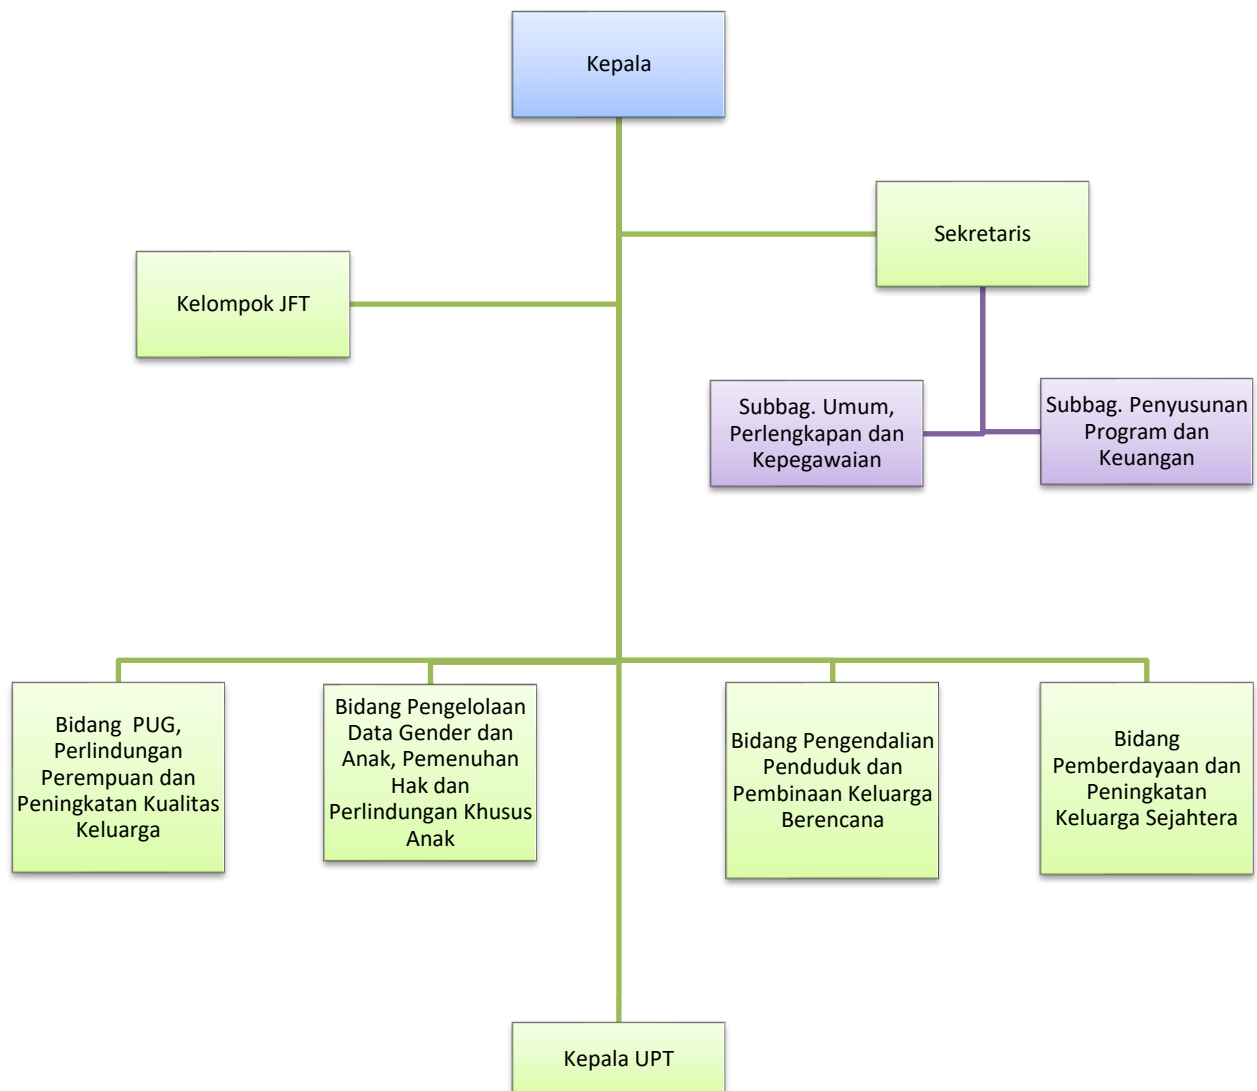 Kepala
Sekretaris
Kelompok JFT
Subbag. Umum,
Perlengkapan dan
Kepegawaian
Subbag. Penyusunan
Program dan
Keuangan
Bidang PUG,
Perlindungan
Perempuan dan
Peningkatan Kualitas
Keluarga
Bidang Pengelolaan
Data Gender dan
Anak, Pemenuhan
Hak dan
Perlindungan Khusus
Anak
Bidang Pengendalian
Penduduk dan
Pembinaan Keluarga
Berencana
Bidang
Pemberdayaan dan
Peningkatan
Keluarga Sejahtera
Kepala UPT